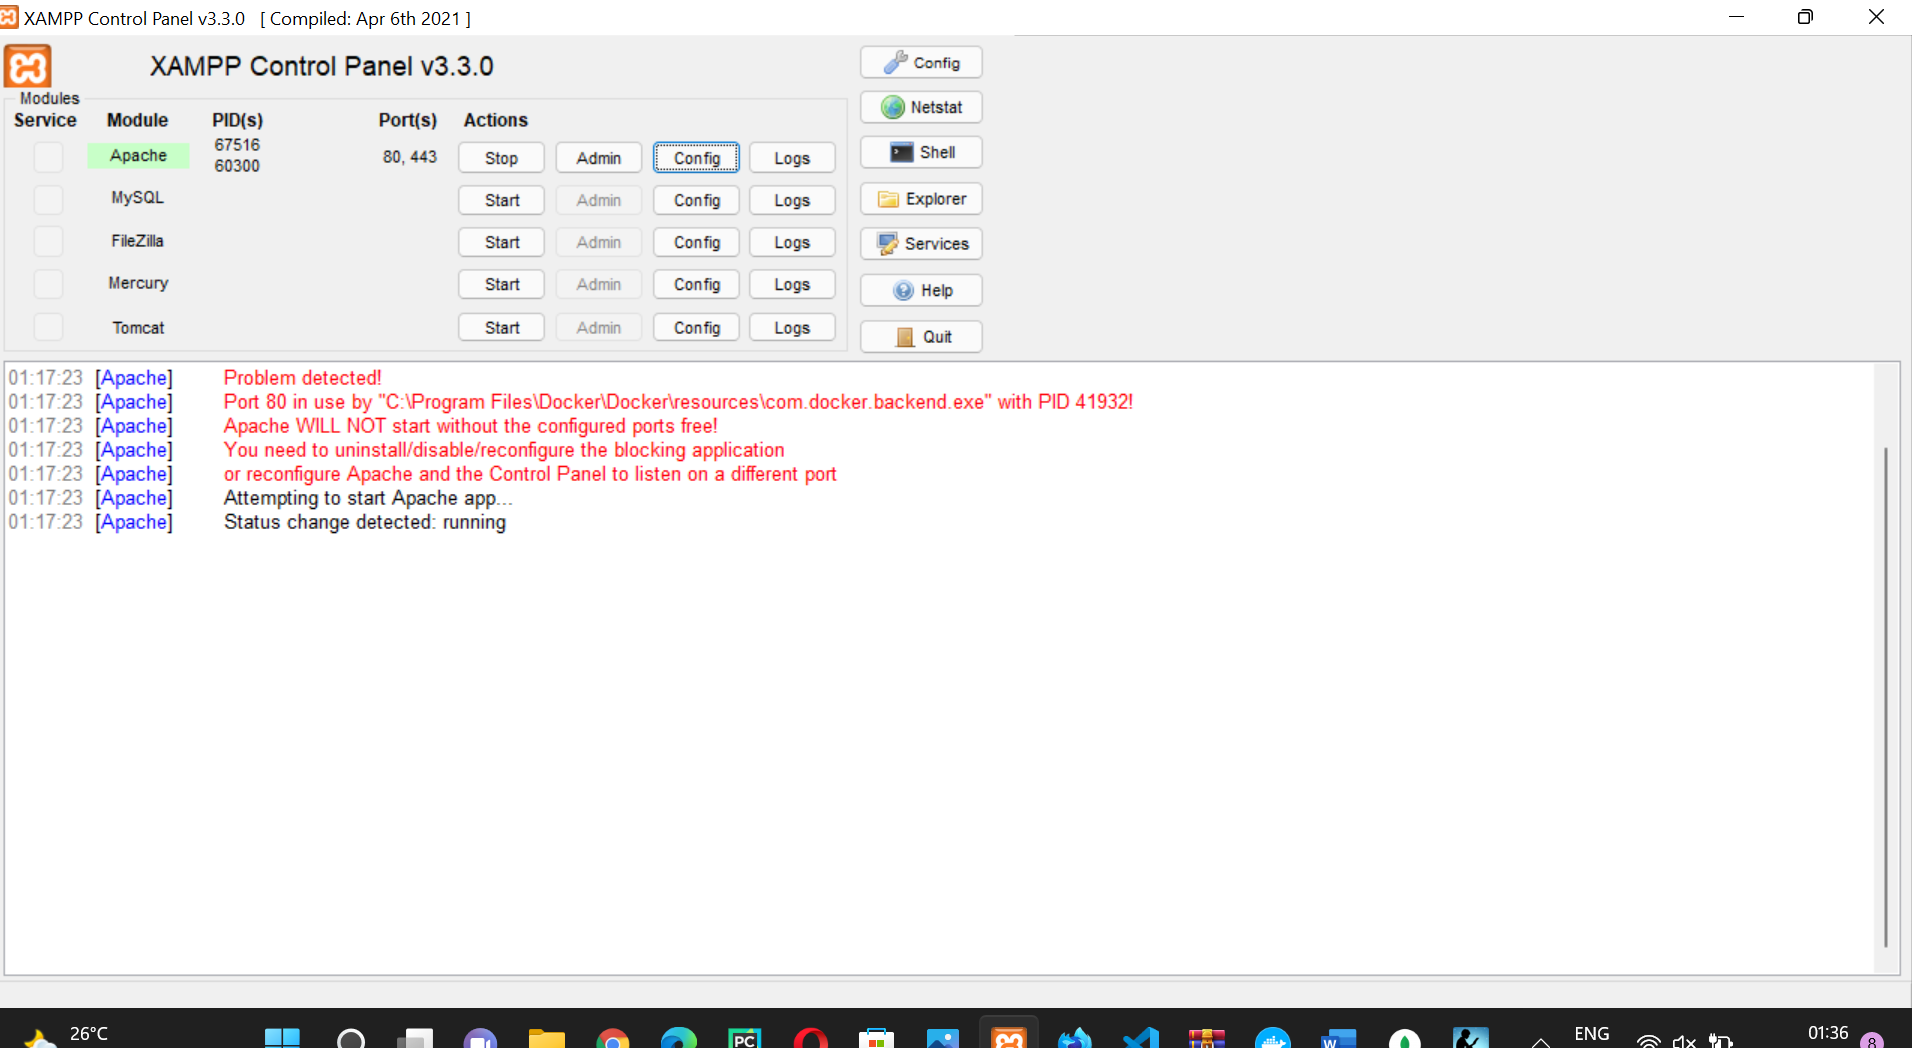 XAMPP Control Panel v3.3.0 [ Compiled: Apr 6th 2021 ]
XAMPP Control Panel v3.3.0
Config
Modules
Service Module PID(s) Port(s) Actions
Netstat
Apache 67516 60300 80, 443 Stop Admin Config Logs
Shell
MySQL Start Admin Config Logs
Explorer
FileZilla Start Admin Config Logs
Services
Mercury Start Admin Config Logs
Help
Tomcat Start Admin Config Logs
Quit
01:17:23 [Apache] Problem detected!
01:17:23 [Apache] Port 80 in use by "C:\Program Files\Docker\Docker\resources\com.docker.backend.exe" with PID 41932!
01:17:23 [Apache] Apache WILL NOT start without the configured ports free!
01:17:23 [Apache] You need to uninstall/disable/reconfigure the blocking application
01:17:23 [Apache] or reconfigure Apache and the Control Panel to listen on a different port
01:17:23 [Apache] Attempting to start Apache app...
01:17:23 [Apache] Status change detected: running
26°C
PC
W
ENG
01:36
8